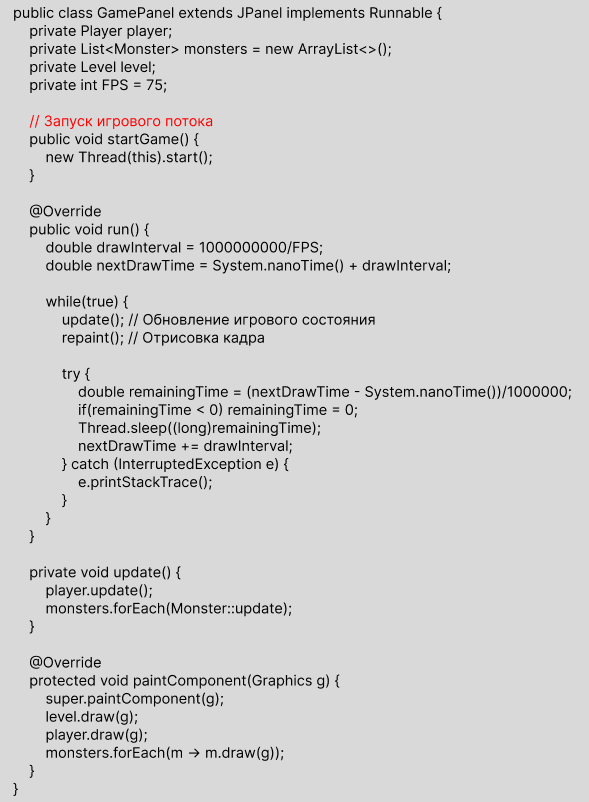 public class GamePanel extends JPanel implements Runnable {
    private Player player;
    private List<Monster> monsters = new ArrayList<>();
    private Level level;
    private int FPS = 75;

    // Запуск игрового потока
    public void startGame() {
        new Thread(this).start();
    }

    @Override
    public void run() {
        double drawInterval = 1000000000/FPS;
        double nextDrawTime = System.nanoTime() + drawInterval;

        while(true) {
            update(); // Обновление игрового состояния
            repaint(); // Отрисовка кадра

            try {
                double remainingTime = (nextDrawTime - System.nanoTime())/1000000;
                if(remainingTime < 0) remainingTime = 0;
                Thread.sleep((long)remainingTime);
                nextDrawTime += drawInterval;
            } catch (InterruptedException e) {
                e.printStackTrace();
            }
        }
    }

    private void update() {
        player.update();
        monsters.forEach(Monster::update);
    }

    @Override
    protected void paintComponent(Graphics g) {
        super.paintComponent(g);
        level.draw(g);
        player.draw(g);
        monsters.forEach(m → m.draw(g));
    }
}